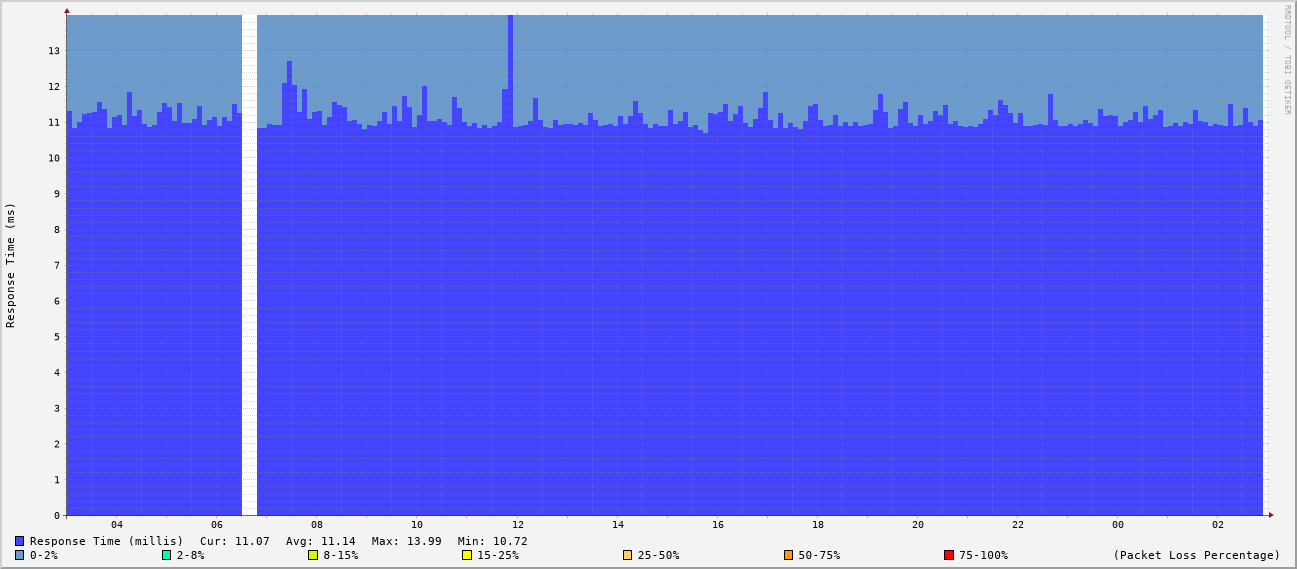 RRDTOOL / TOBI OETIKER
Response Time (ms)
13
12
11
10
9
8
7
6
5
4
3
2
1
0
04 06 08 10 12 14 16 18 20 22 00 02
Response Time (millis) Cur: 11.07 Avg: 11.14 Max: 13.99 Min: 10.72
0-2% 2-8% 8-15% 15-25% 25-50% 50-75% 75-100% (Packet Loss Percentage)